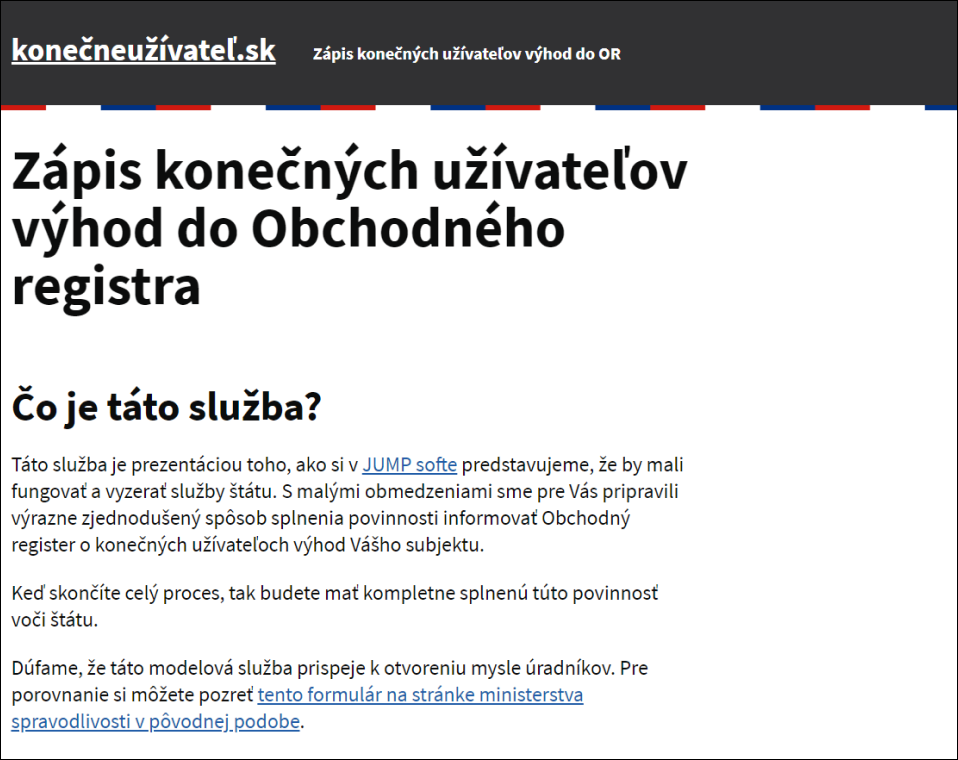 konečneužívateľ.sk
Zápis konečných užívateľov výhod do OR
Zápis konečných užívateľov
výhod do Obchodného
registra
Čo je táto služba?
Táto služba je prezentáciou toho, ako si v JUMP softe predstavujeme, že by mali
fungovať a vyzerať služby štátu. S malými obmedzeniami sme pre Vás pripravili
výrazne zjednodušený spôsob splnenia povinnosti informovať Obchodný
register o konečných užívateľoch výhod Vášho subjektu.
Keď skončíte celý proces, tak budete mať kompletne splnenú túto povinnosť
voči štátu.
Dúfame, že táto modelová služba prispeje k otvoreniu mysle úradníkov. Pre
porovnanie si môžete pozreť tento formulár na stránke ministerstva
spravodlivosti v pôvodnej podobe.